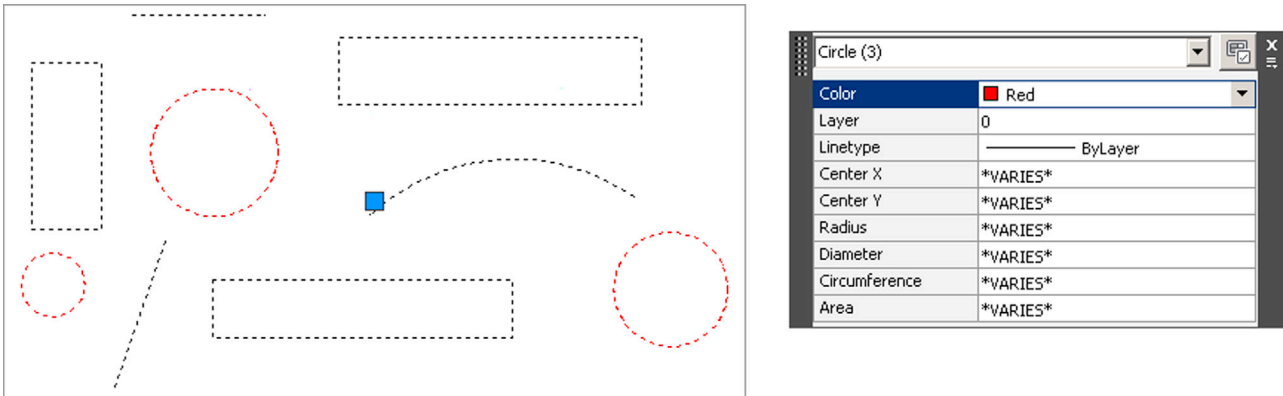 Circle (3)
Color Red
Layer 0
Linetype ByLayer
Center X *VARIES*
Center Y *VARIES*
Radius *VARIES*
Diameter *VARIES*
Circumference *VARIES*
Area *VARIES*